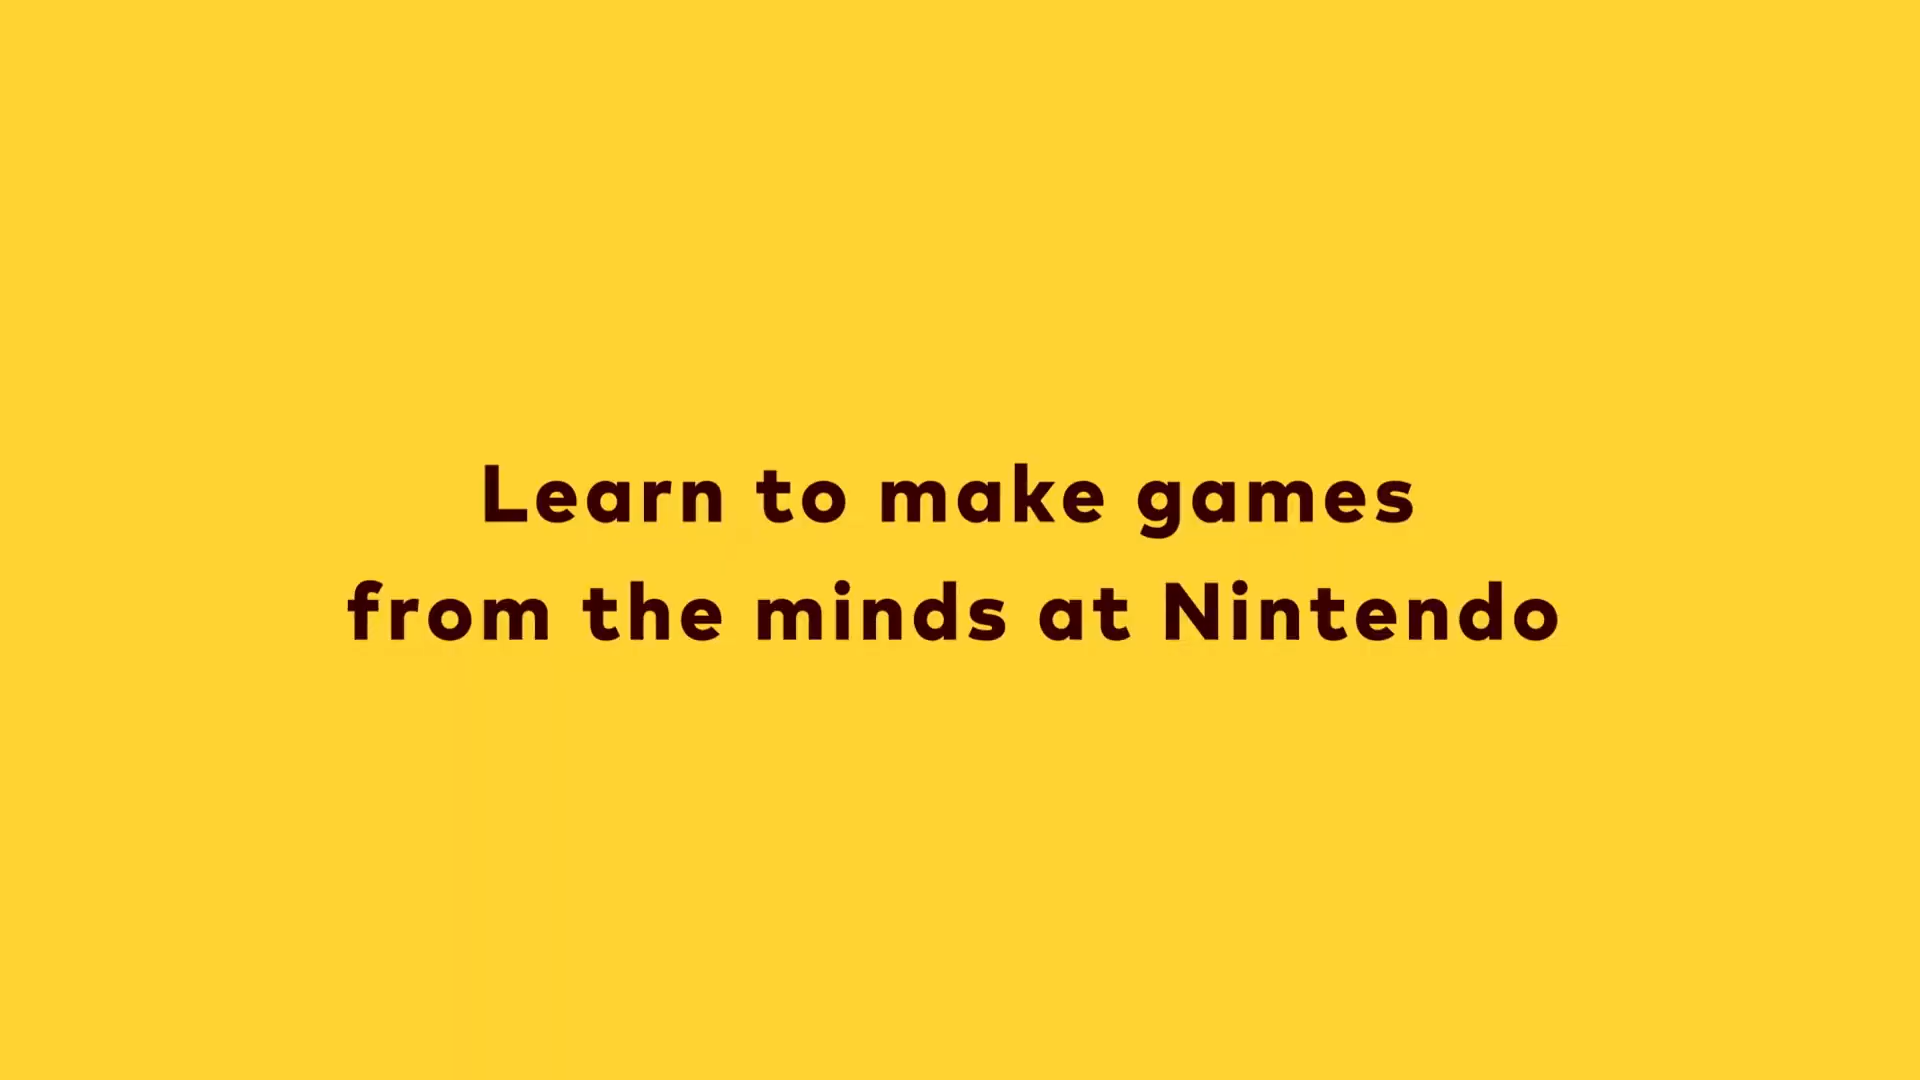 Learn to make games
from the minds at Nintendo